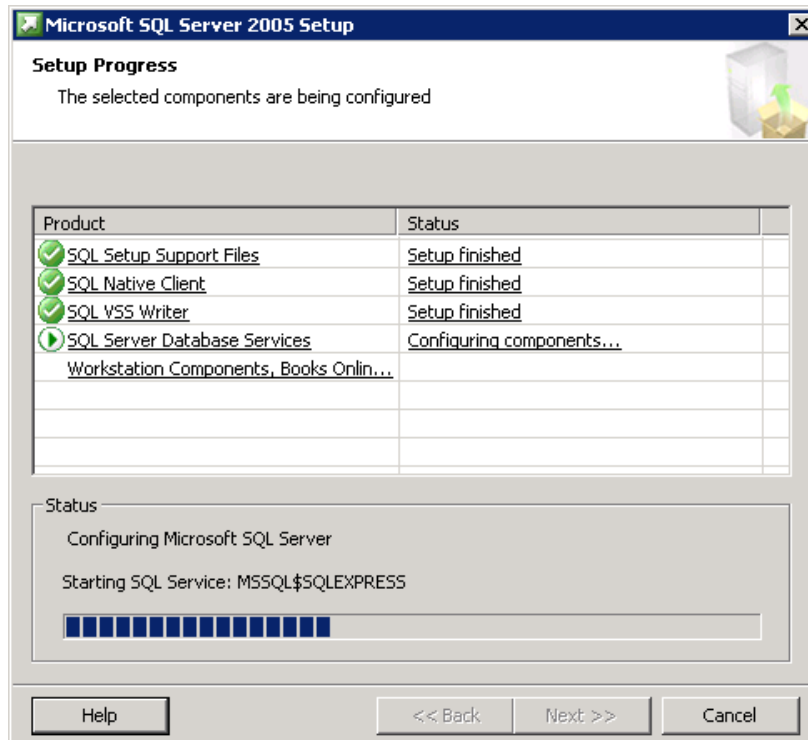 Microsoft SQL Server 2005 Setup
Setup Progress
The selected components are being configured
Product Status
SQL Setup Support Files Setup finished
SQL Native Client Setup finished
SQL VSS Writer Setup finished
SQL Server Database Services Configuring components...
Workstation Components, Books Onlin...
Status
Configuring Microsoft SQL Server
Starting SQL Service: MSSQL$SQLEXPRESS
Help << Back Next >> Cancel